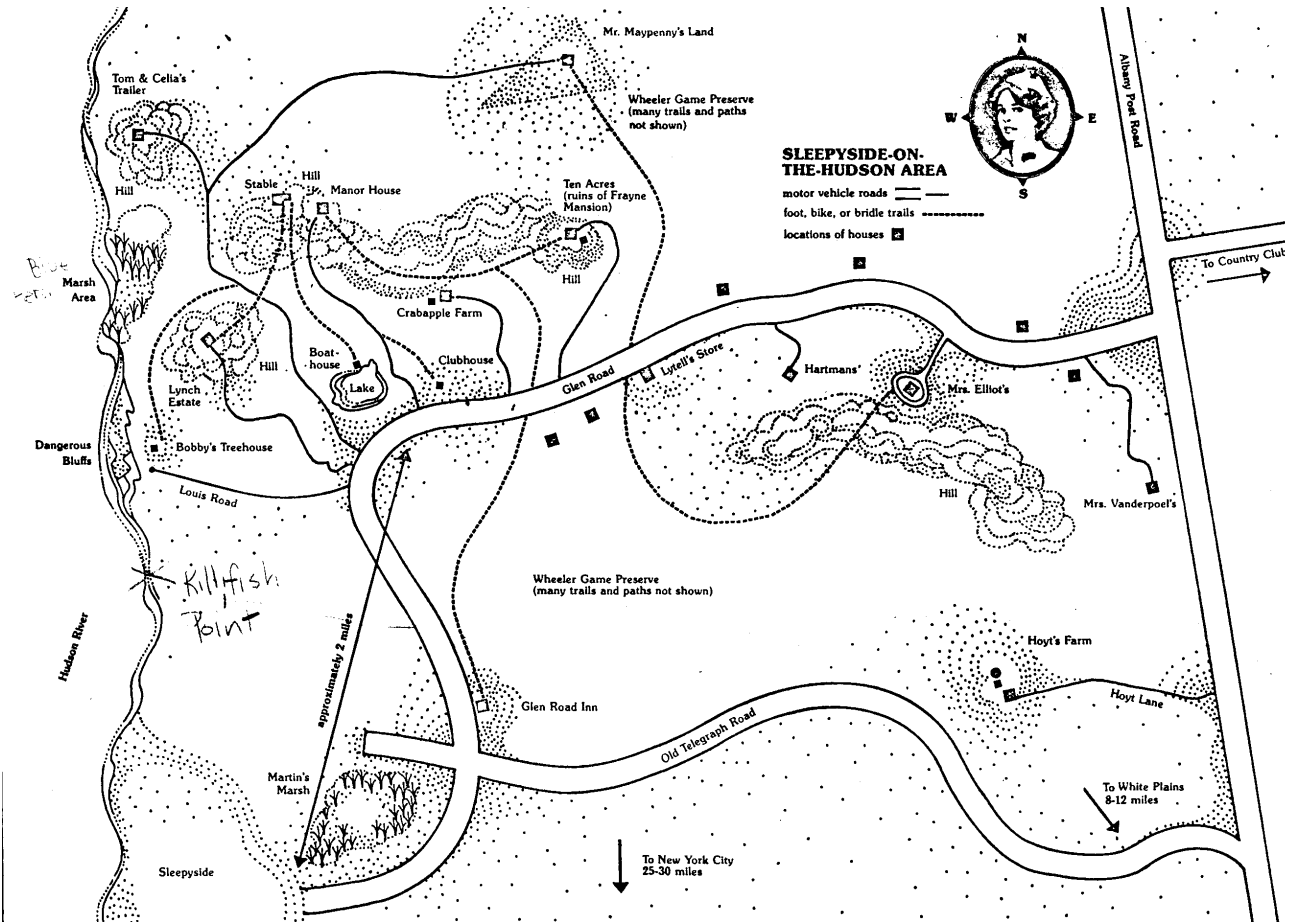 Mr. Maypenny's Land
N
W
E
S
Albany Post Road
Tom & Celia's
Trailer
Wheeler Game Preserve
(many trails and paths
not shown)
SLEEPYSIDE-ON-
THE-HUDSON AREA
motor vehicle roads
foot, bike, or bridle trails
locations of houses
Hill
Stable
Hill
Manor House
Ten Acres
(ruins of Frayne
Mansion)
Hill
To Country Club
Marsh
Area
Crabapple Farm
Boat-
house
Lake
Clubhouse
Hill
Lynch
Estate
Glen Road
Lytell's Store
Hartmans'
Mrs. Elliot's
Dangerous
Bluffs
Bobby's Treehouse
Louis Road
Hill
Mrs. Vanderpoel's
Killifish
Point
Wheeler Game Preserve
(many trails and paths not shown)
Hudson River
approximately 2 miles
Hoyt's Farm
Hoyt Lane
Glen Road Inn
Old Telegraph Road
Martin's
Marsh
To White Plains
8-12 miles
To New York City
25-30 miles
Sleepyside